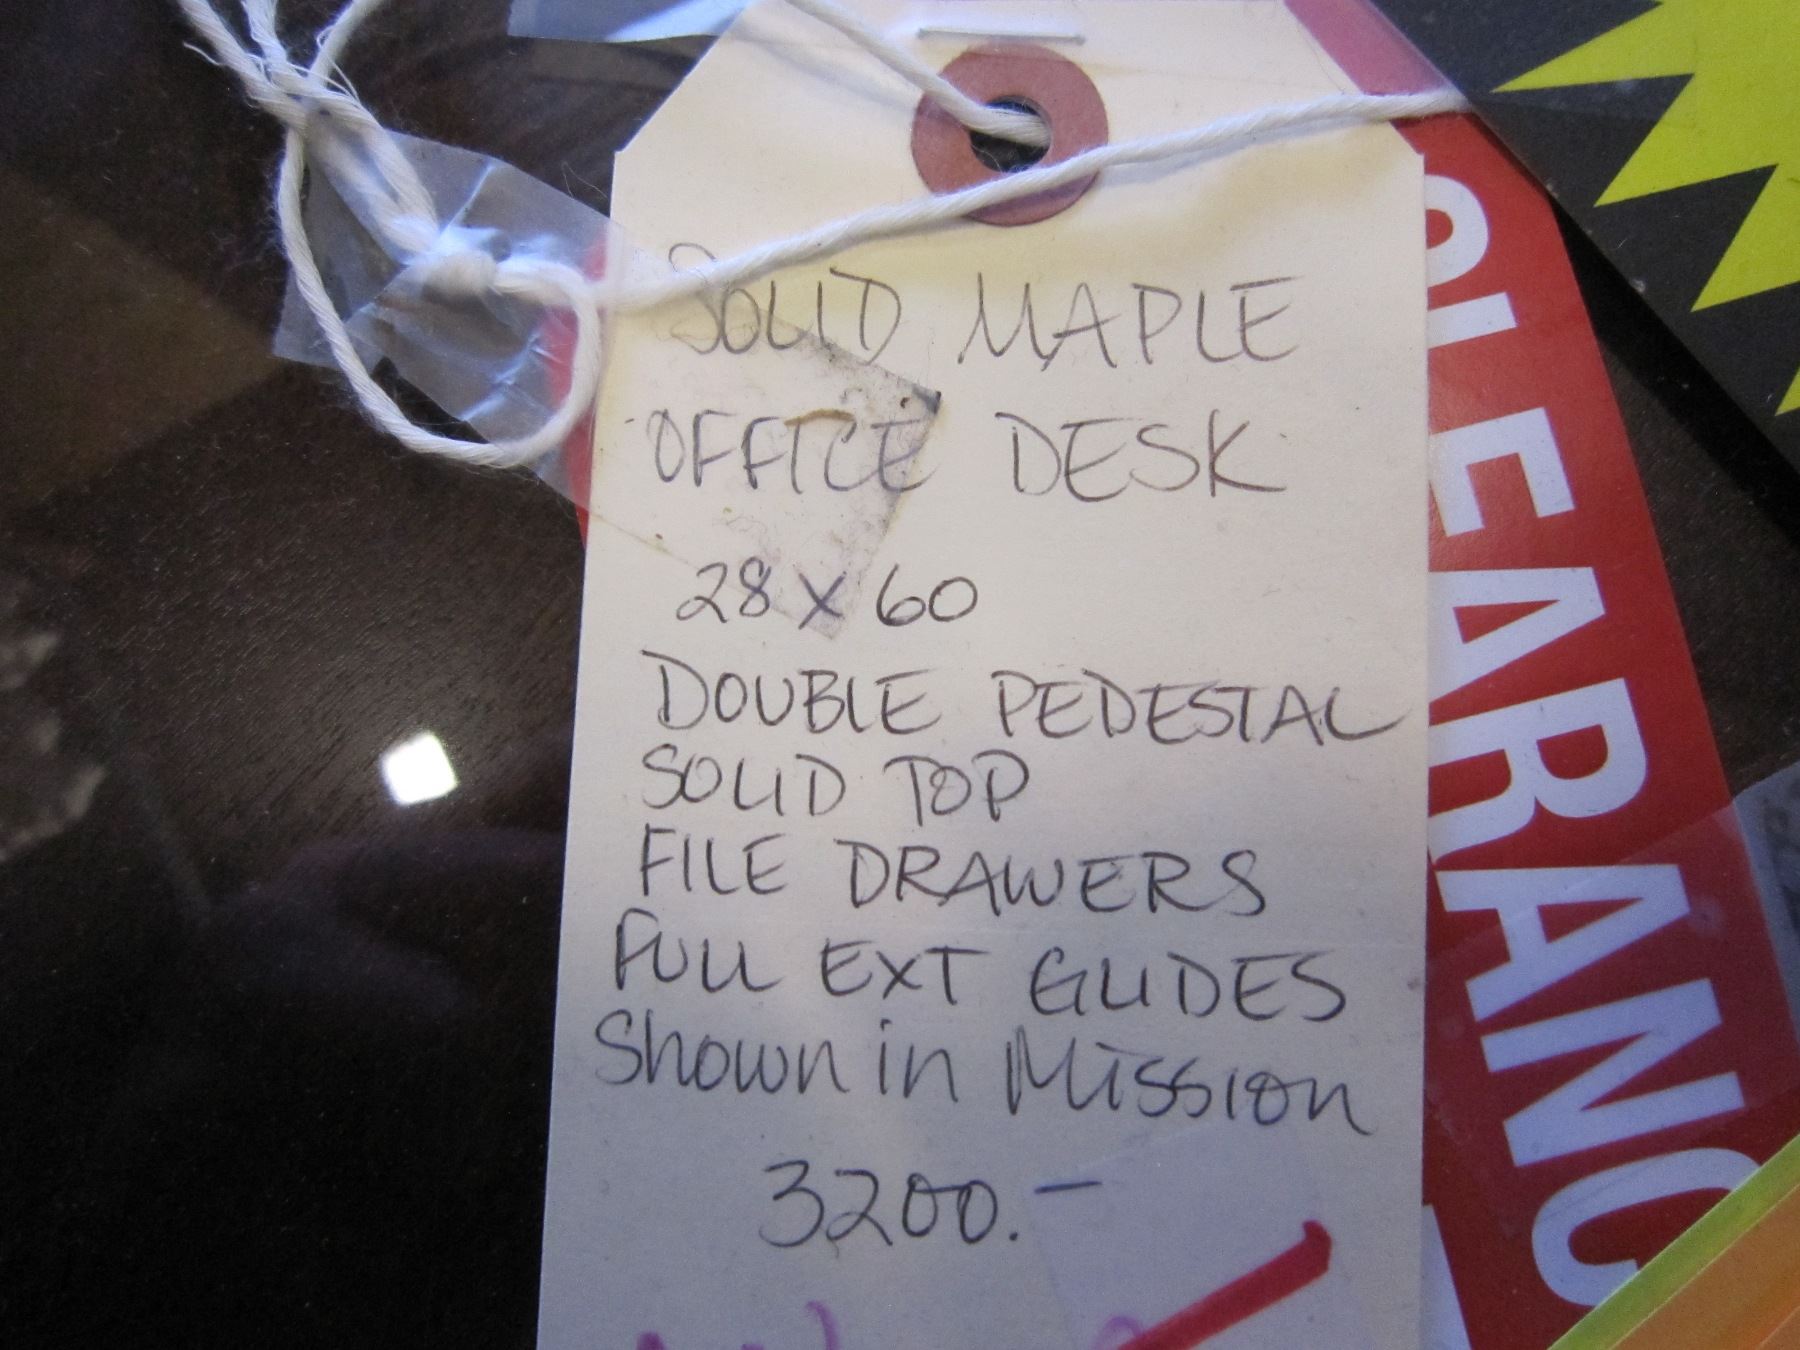 SOLID MAPLE
OFFICE DESK
28 x 60
DOUBLE PEDESTAL
SOLID TOP
FILE DRAWERS
FULL EXT GLIDES
Shown in Mission
3200.–
CLEARANC